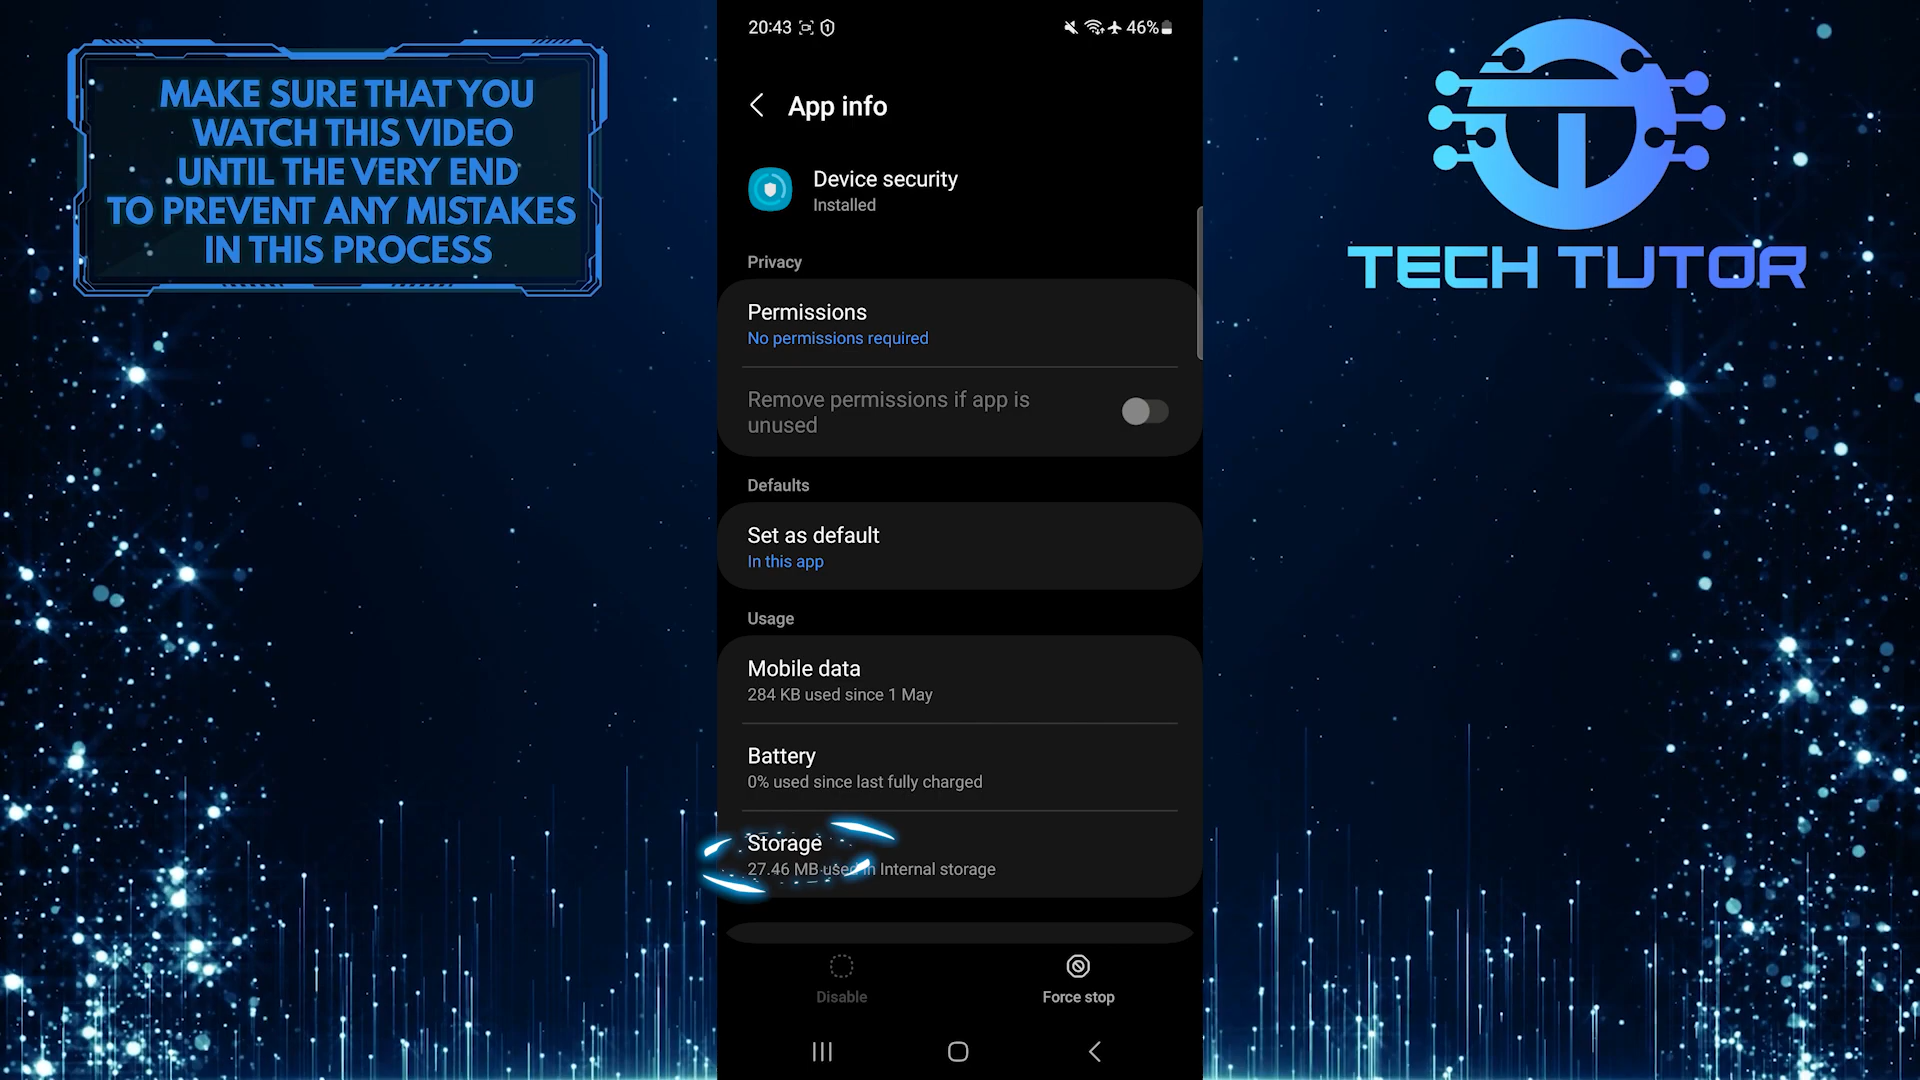 MAKE SURE THAT YOU
WATCH THIS VIDEO
UNTIL THE VERY END
TO PREVENT ANY MISTAKES
IN THIS PROCESS
20:43
46%
App info
Device security
Installed
Privacy
Permissions
No permissions required
Remove permissions if app is
unused
Defaults
Set as default
In this app
Usage
Mobile data
284 KB used since 1 May
Battery
0% used since last fully charged
Storage
27.46 MB used in Internal storage
Disable
Force stop
TECH TUTOR